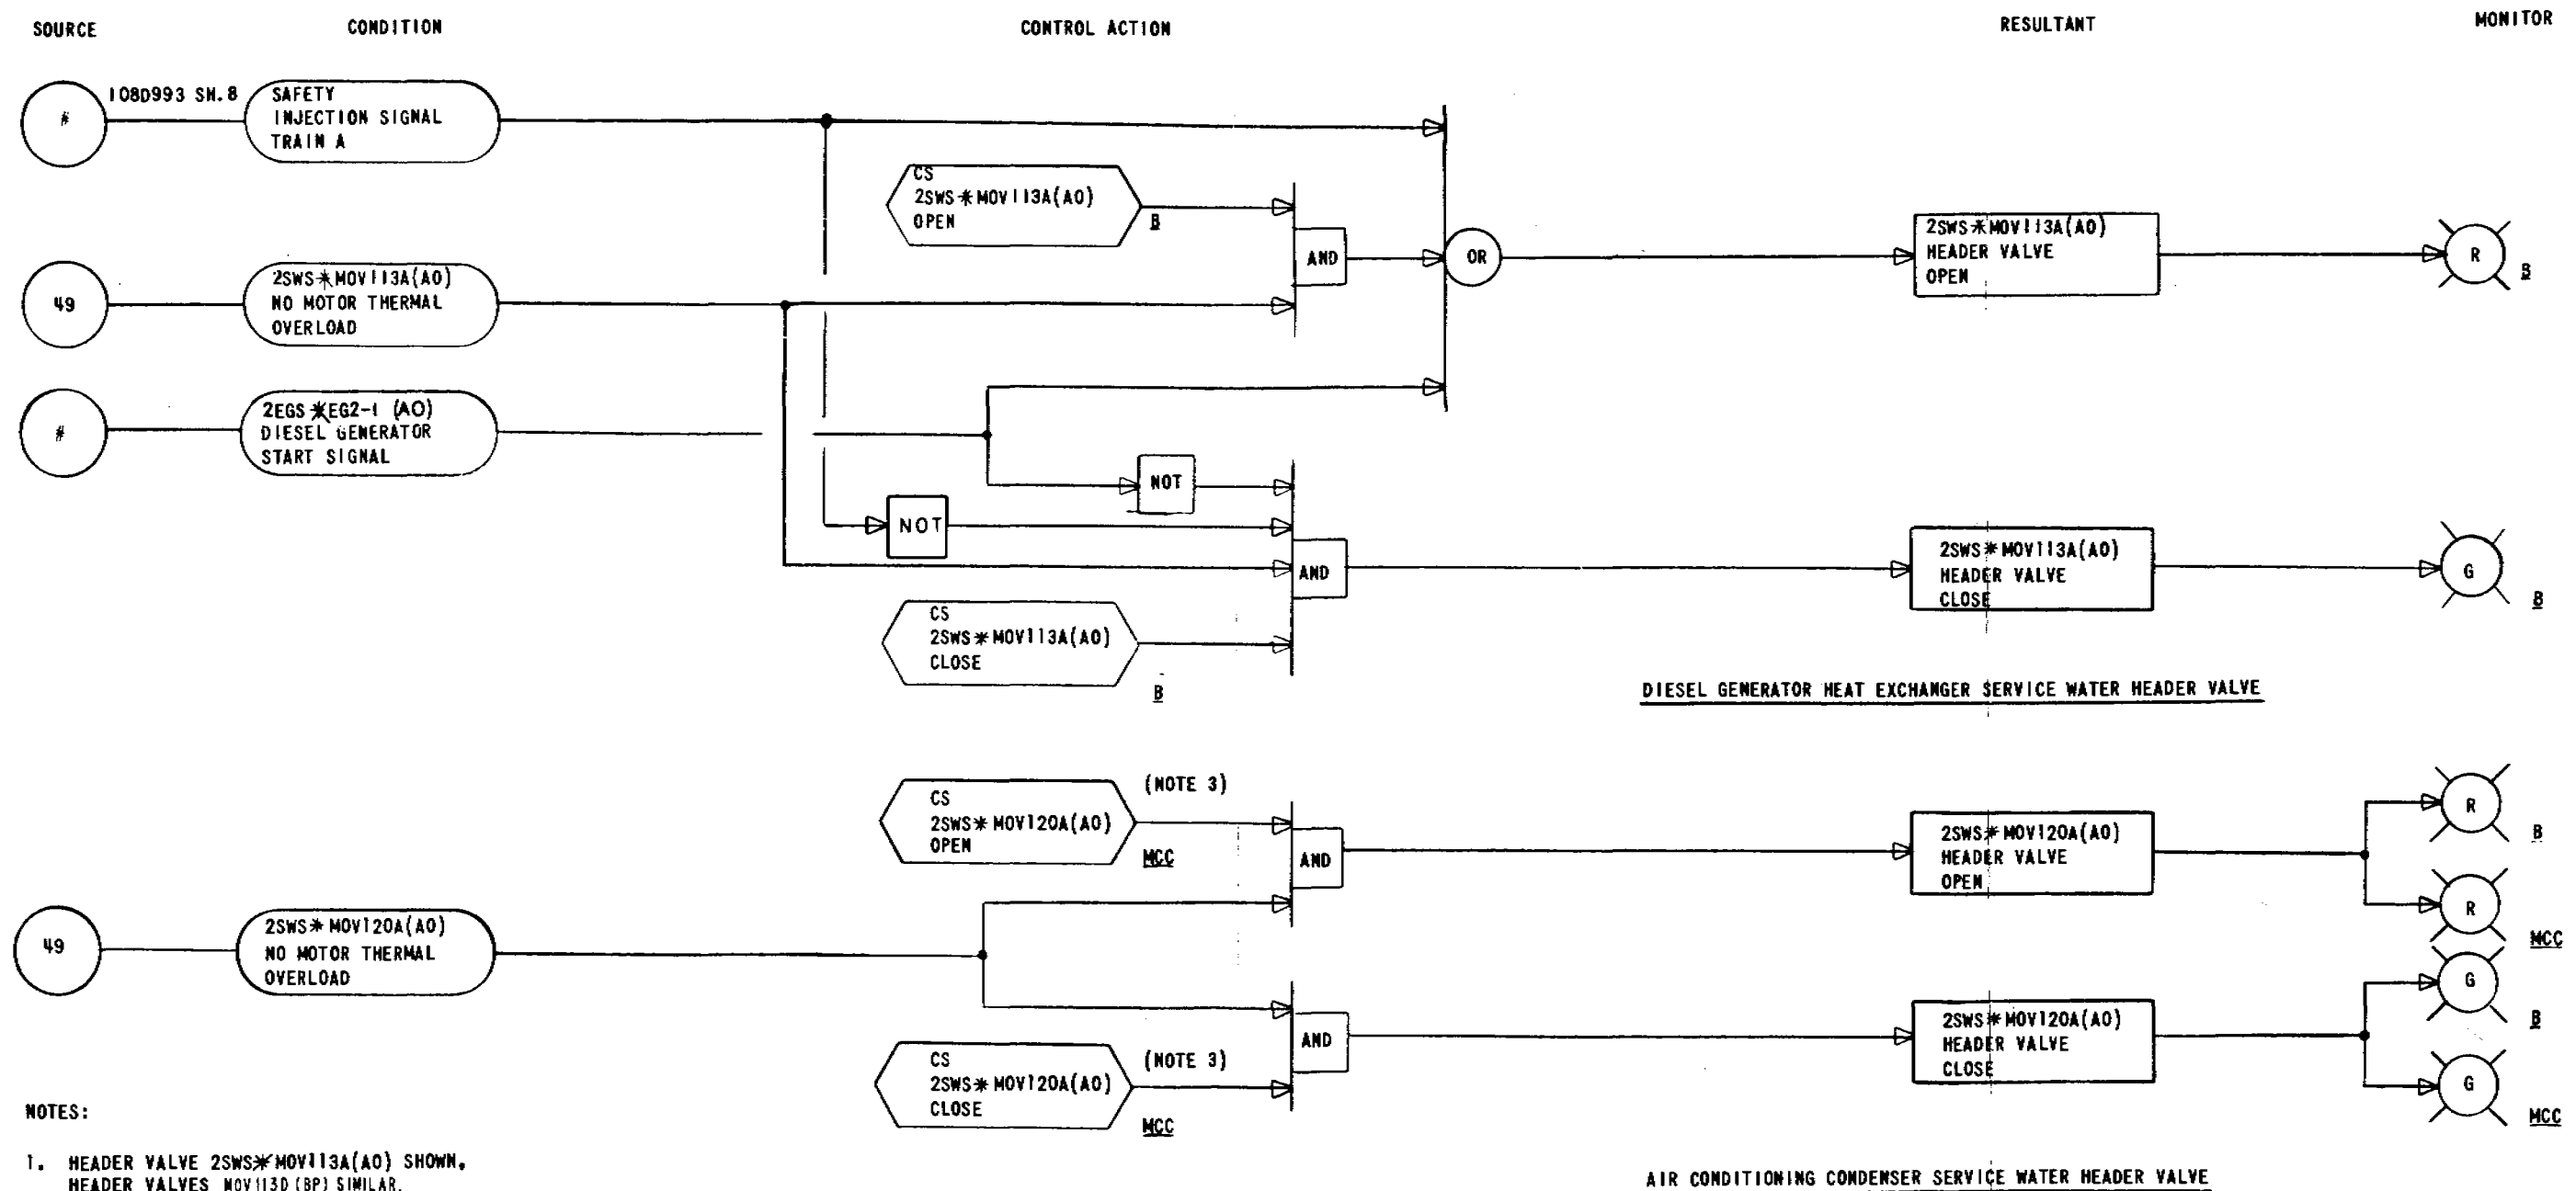 SOURCE CONDITION CONTROL ACTION RESULTANT MONITOR
# 108D993 SH.8
SAFETY
INJECTION SIGNAL
TRAIN A
CS
2SWS*MOV113A(AO)
OPEN
B
AND
OR
2SWS*MOV113A(AO)
HEADER VALVE
OPEN
R
B
49
2SWS*MOV113A(AO)
NO MOTOR THERMAL
OVERLOAD
#
2EGS*EG2-1 (AO)
DIESEL GENERATOR
START SIGNAL
NOT
NOT
AND
2SWS*MOV113A(AO)
HEADER VALVE
CLOSE
G
B
CS
2SWS*MOV113A(AO)
CLOSE
B
DIESEL GENERATOR HEAT EXCHANGER SERVICE WATER HEADER VALVE
CS
2SWS*MOV120A(AO)
OPEN
(NOTE 3)
MCC
AND
2SWS*MOV120A(AO)
HEADER VALVE
OPEN
R
B
R
MCC
49
2SWS*MOV120A(AO)
NO MOTOR THERMAL
OVERLOAD
AND
2SWS*MOV120A(AO)
HEADER VALVE
CLOSE
G
B
G
MCC
CS
2SWS*MOV120A(AO)
CLOSE
(NOTE 3)
MCC
AIR CONDITIONING CONDENSER SERVICE WATER HEADER VALVE
NOTES:
1. HEADER VALVE 2SWS*MOV113A(AO) SHOWN,
HEADER VALVES MOV113D (BP) SIMILAR.